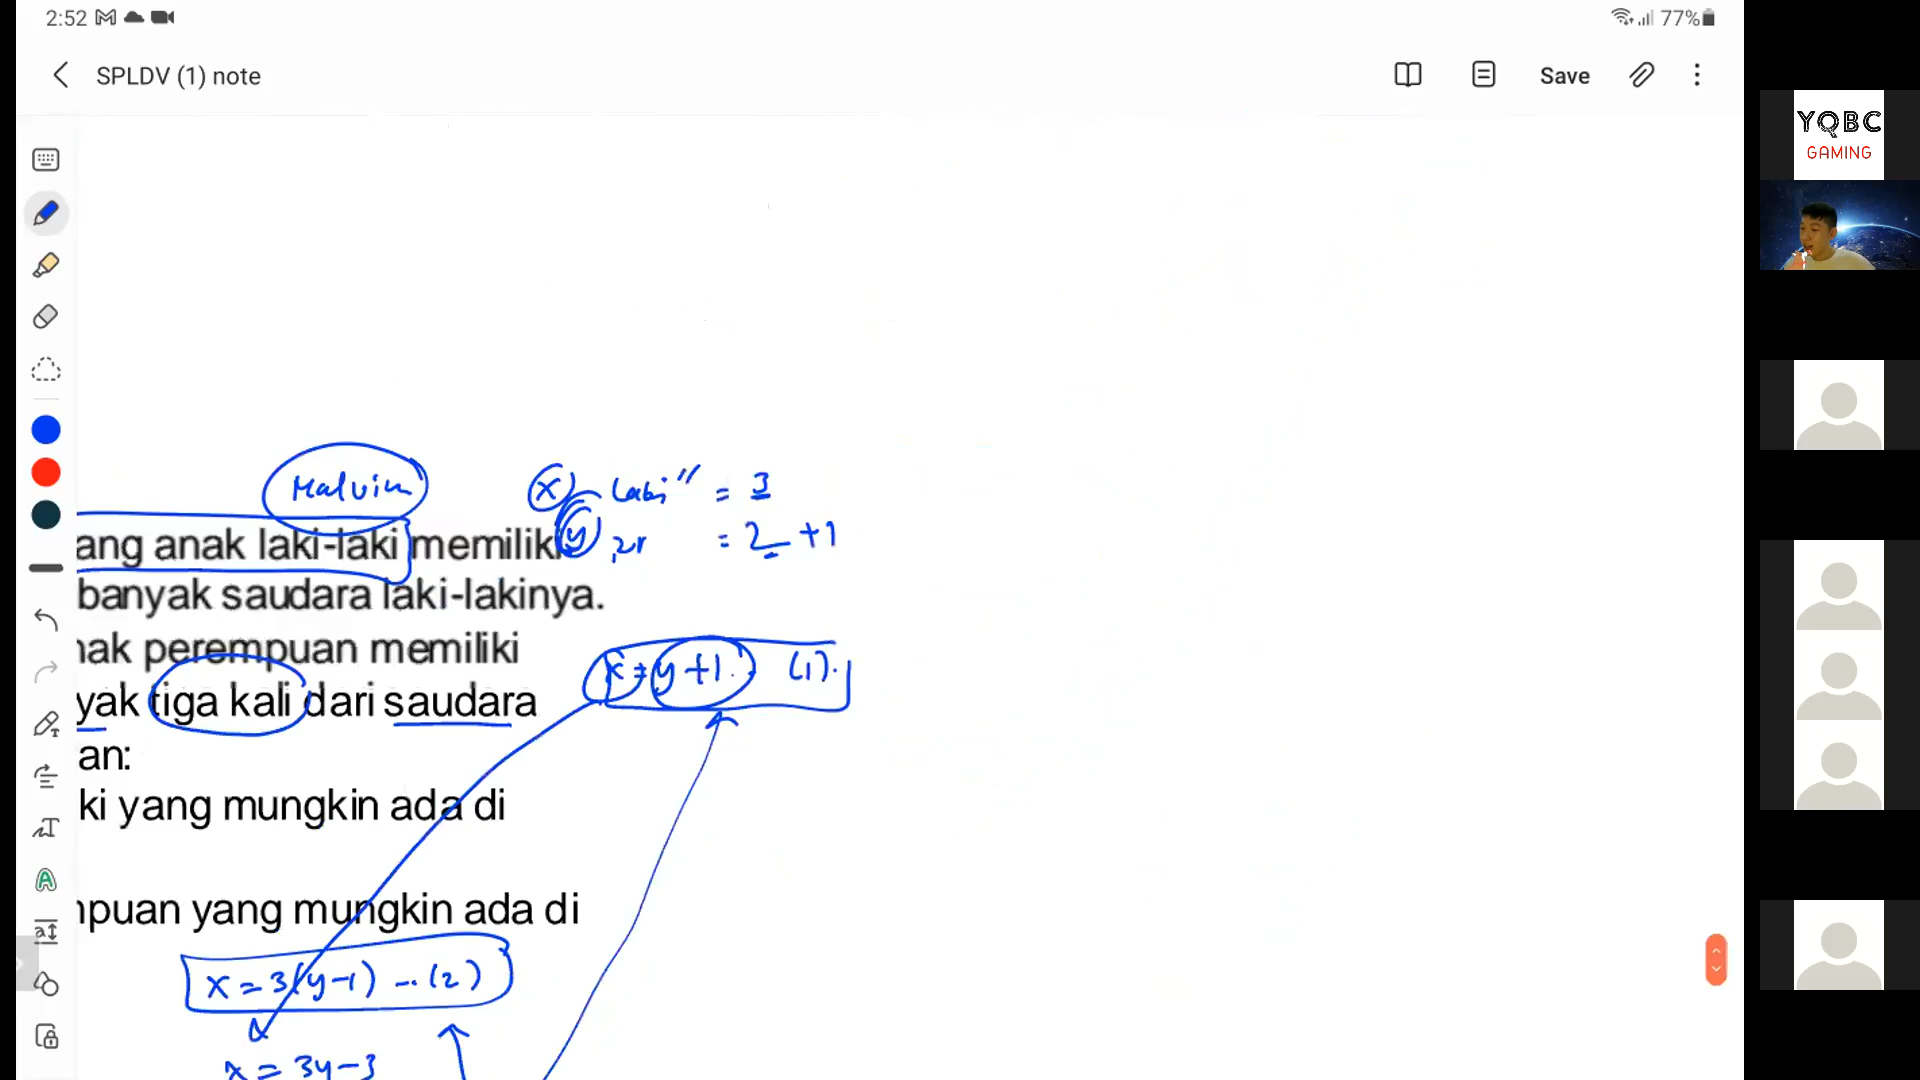 2:52
77%
SPLDV (1) note
Save
YQBC
GAMING
Malvin
x laki" = 3
y pr = 2 +1
ang anak laki-laki memiliki
banyak saudara laki-lakinya.
nak perempuan memiliki
x = y +1 . (1).
yak tiga kali dari saudara
an:
ki yang mungkin ada di
npuan yang mungkin ada di
x = 3(y-1) ... (2)
x = 3y-3